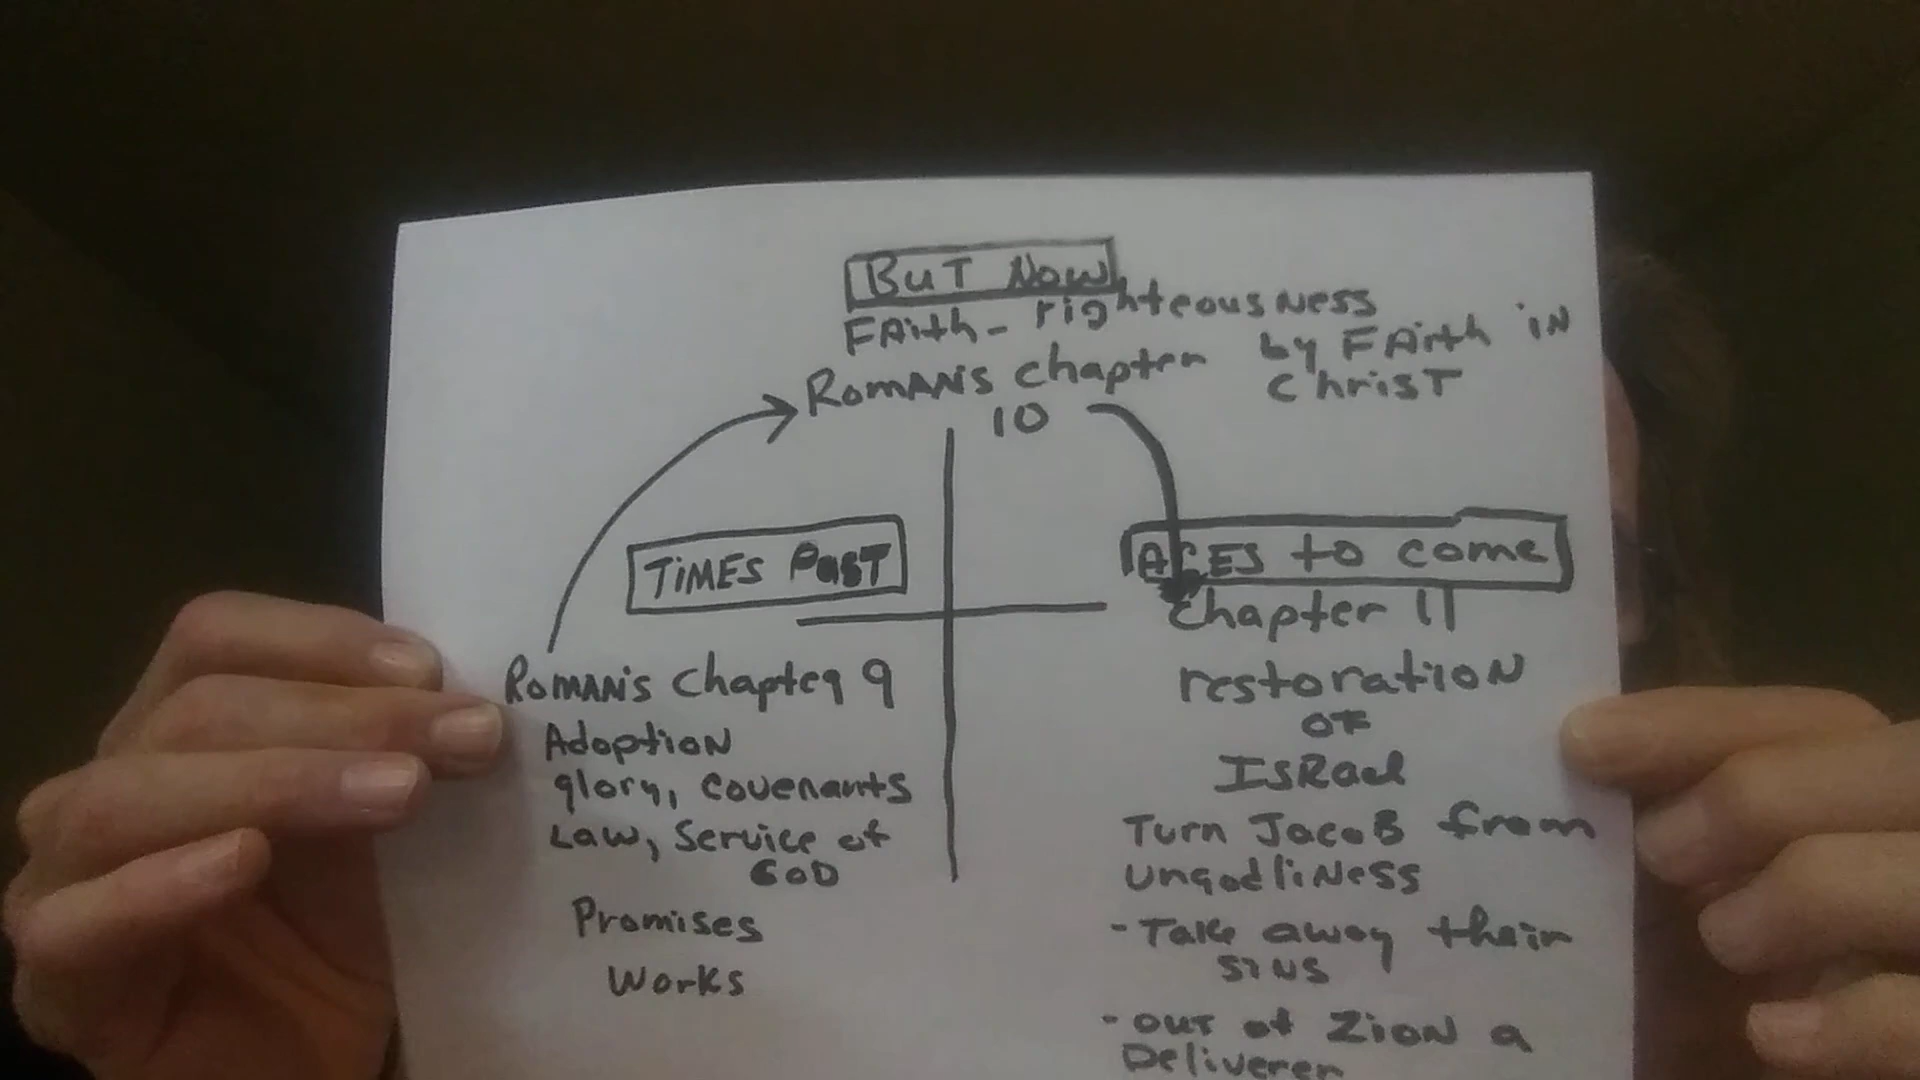 BUT NOW
FAith - righteousness
by FAith in
Christ
ROMANS chapter
10
TIMES PAST
AGES to come
Chapter 11
ROMANS Chapter 9
restoration
OF
ISRael
Adoption
glory, covenants
Law, Service of
GOD
Promises
Works
Turn JacoB from
ungodliness
- Take away their
sins
- out of Zion a
Deliverer